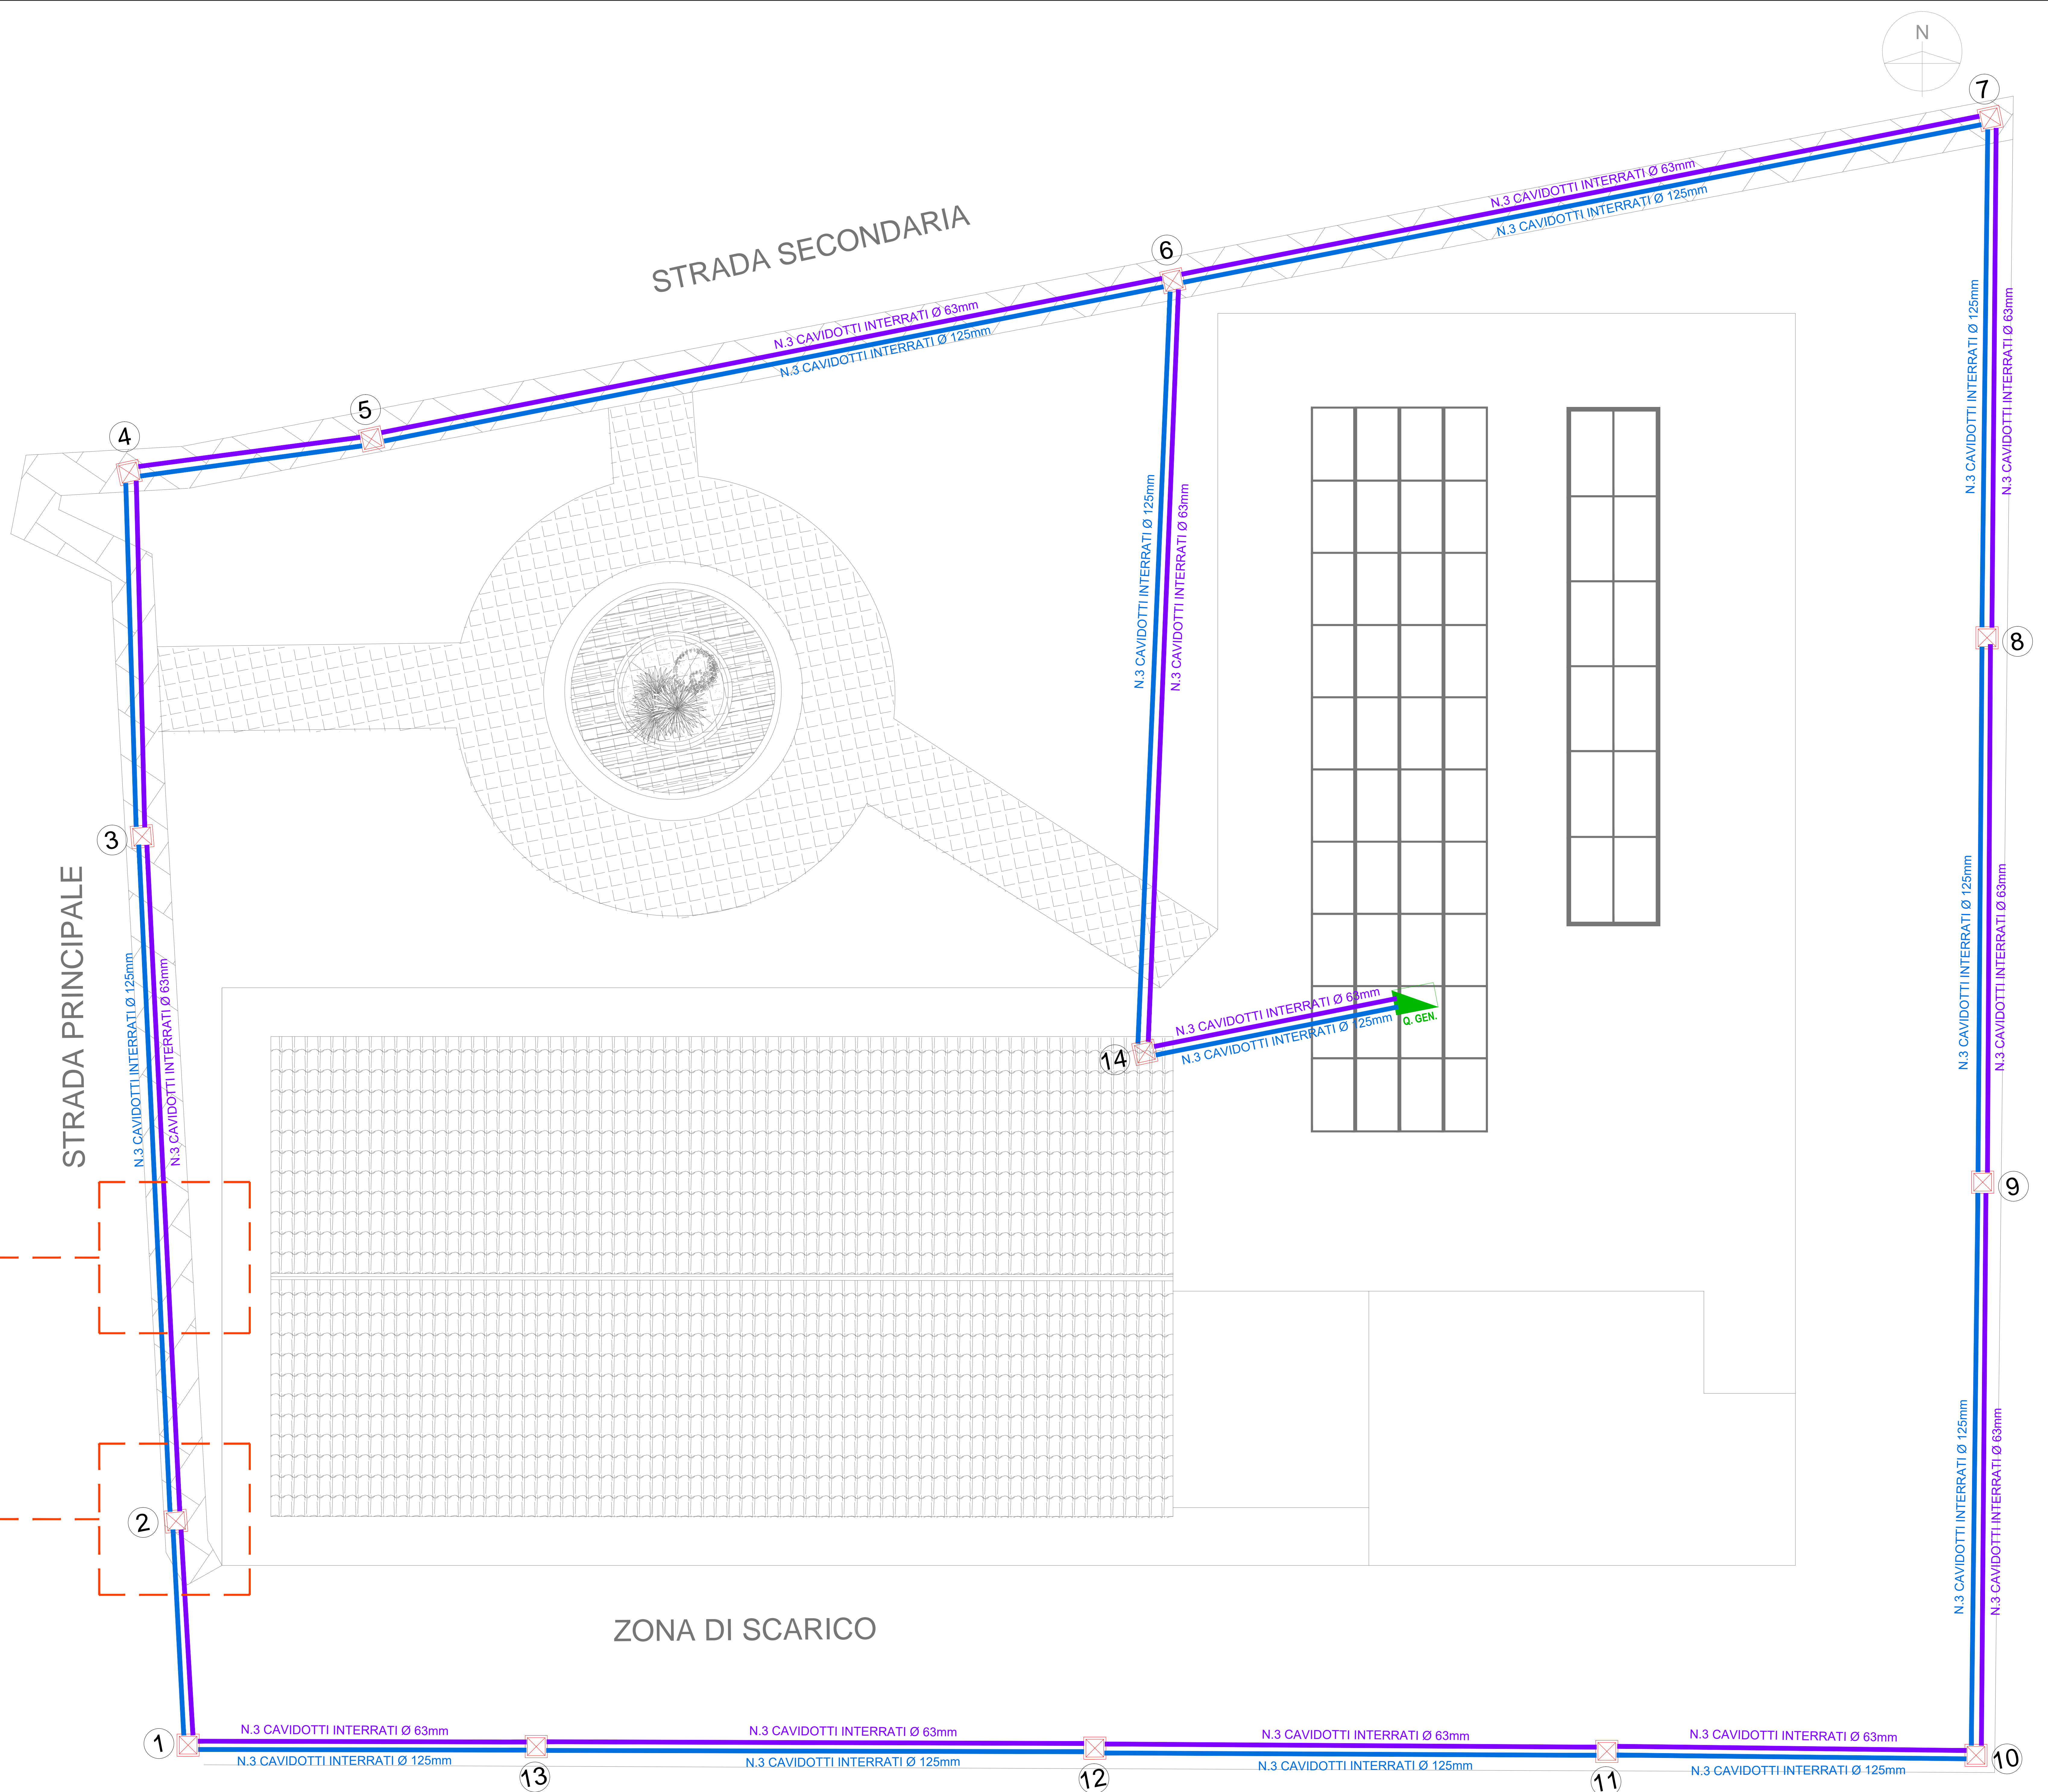 N
7
N.3 CAVIDOTTI INTERRATI Ø 63mm
N.3 CAVIDOTTI INTERRATI Ø 125mm
STRADA SECONDARIA
6
N.3 CAVIDOTTI INTERRATI Ø 63mm
N.3 CAVIDOTTI INTERRATI Ø 125mm
5
4
N.3 CAVIDOTTI INTERRATI Ø 125mm
N.3 CAVIDOTTI INTERRATI Ø 63mm
N.3 CAVIDOTTI INTERRATI Ø 125mm
N.3 CAVIDOTTI INTERRATI Ø 63mm
8
3
STRADA PRINCIPALE
N.3 CAVIDOTTI INTERRATI Ø 125mm
N.3 CAVIDOTTI INTERRATI Ø 63mm
N.3 CAVIDOTTI INTERRATI Ø 125mm
N.3 CAVIDOTTI INTERRATI Ø 63mm
N.3 CAVIDOTTI INTERRATI Ø 63mm
N.3 CAVIDOTTI INTERRATI Ø 125mm
Q. GEN.
14
9
N.3 CAVIDOTTI INTERRATI Ø 125mm
N.3 CAVIDOTTI INTERRATI Ø 63mm
2
ZONA DI SCARICO
1
N.3 CAVIDOTTI INTERRATI Ø 63mm
N.3 CAVIDOTTI INTERRATI Ø 63mm
N.3 CAVIDOTTI INTERRATI Ø 63mm
N.3 CAVIDOTTI INTERRATI Ø 63mm
N.3 CAVIDOTTI INTERRATI Ø 125mm
N.3 CAVIDOTTI INTERRATI Ø 125mm
N.3 CAVIDOTTI INTERRATI Ø 125mm
N.3 CAVIDOTTI INTERRATI Ø 125mm
10
13
12
11